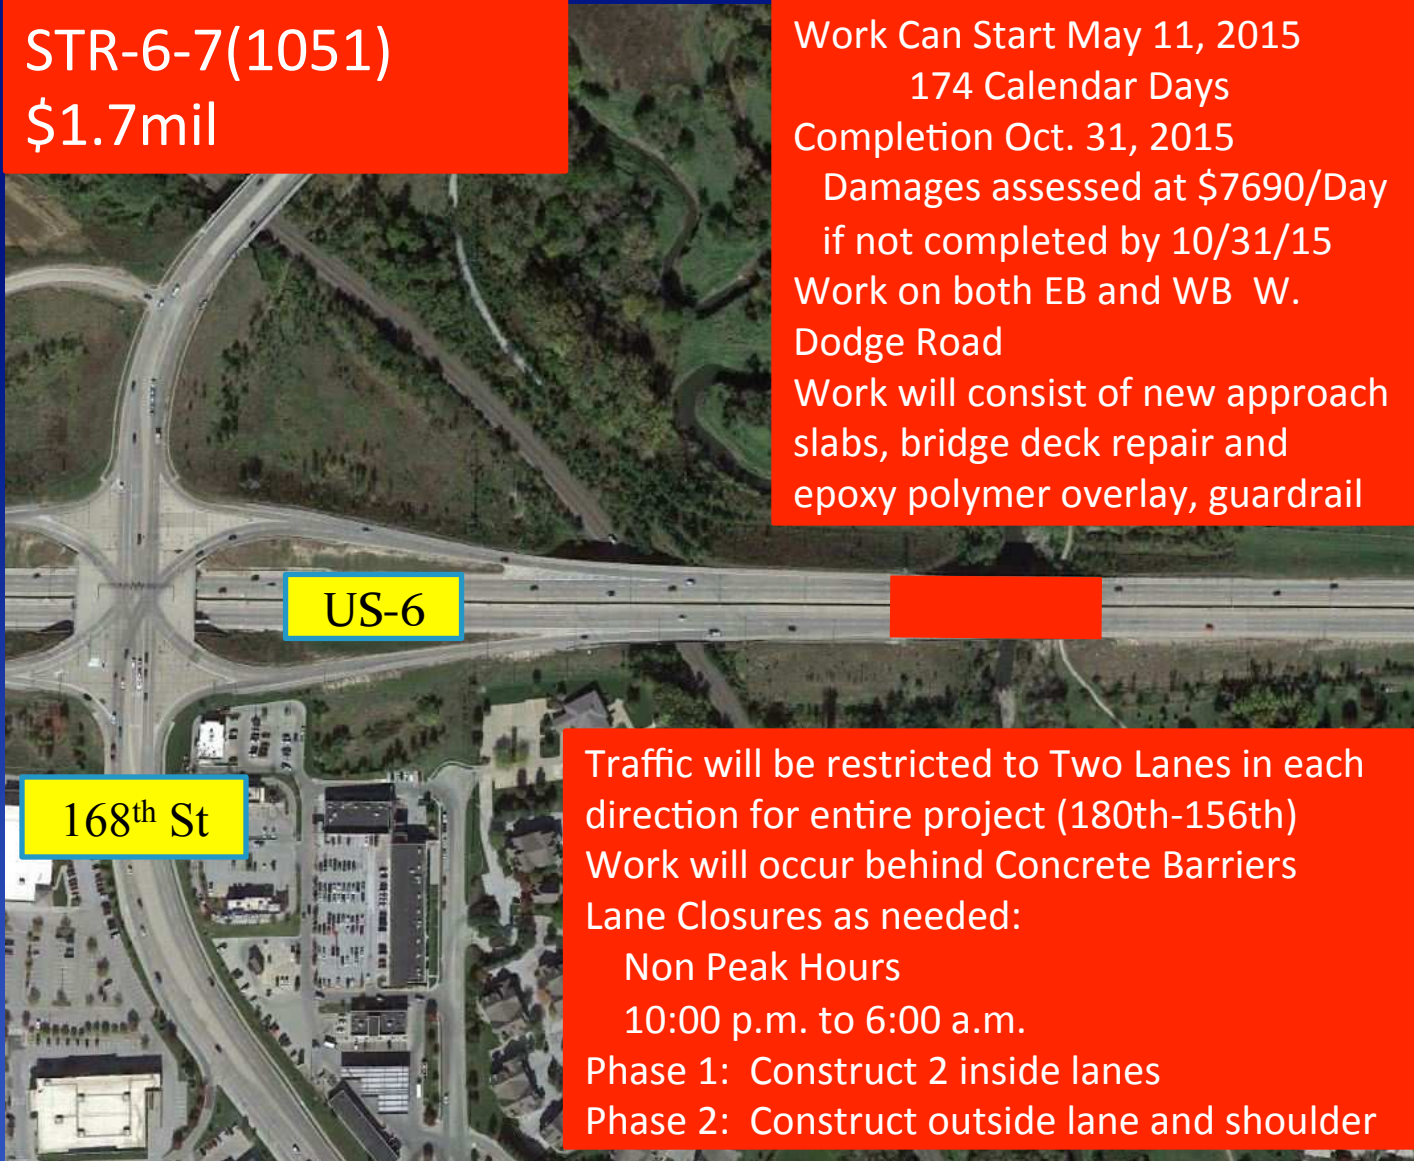 STR-6-7(1051)
$1.7mil
Work Can Start May 11, 2015
174 Calendar Days
Completion Oct. 31, 2015
Damages assessed at $7690/Day
if not completed by 10/31/15
Work on both EB and WB  W.
Dodge Road
Work will consist of new approach
slabs, bridge deck repair and
epoxy polymer overlay, guardrail
US-6
168th St
Traffic will be restricted to Two Lanes in each
direction for entire project (180th-156th)
Work will occur behind Concrete Barriers
Lane Closures as needed:
Non Peak Hours
10:00 p.m. to 6:00 a.m.
Phase 1:  Construct 2 inside lanes
Phase 2:  Construct outside lane and shoulder